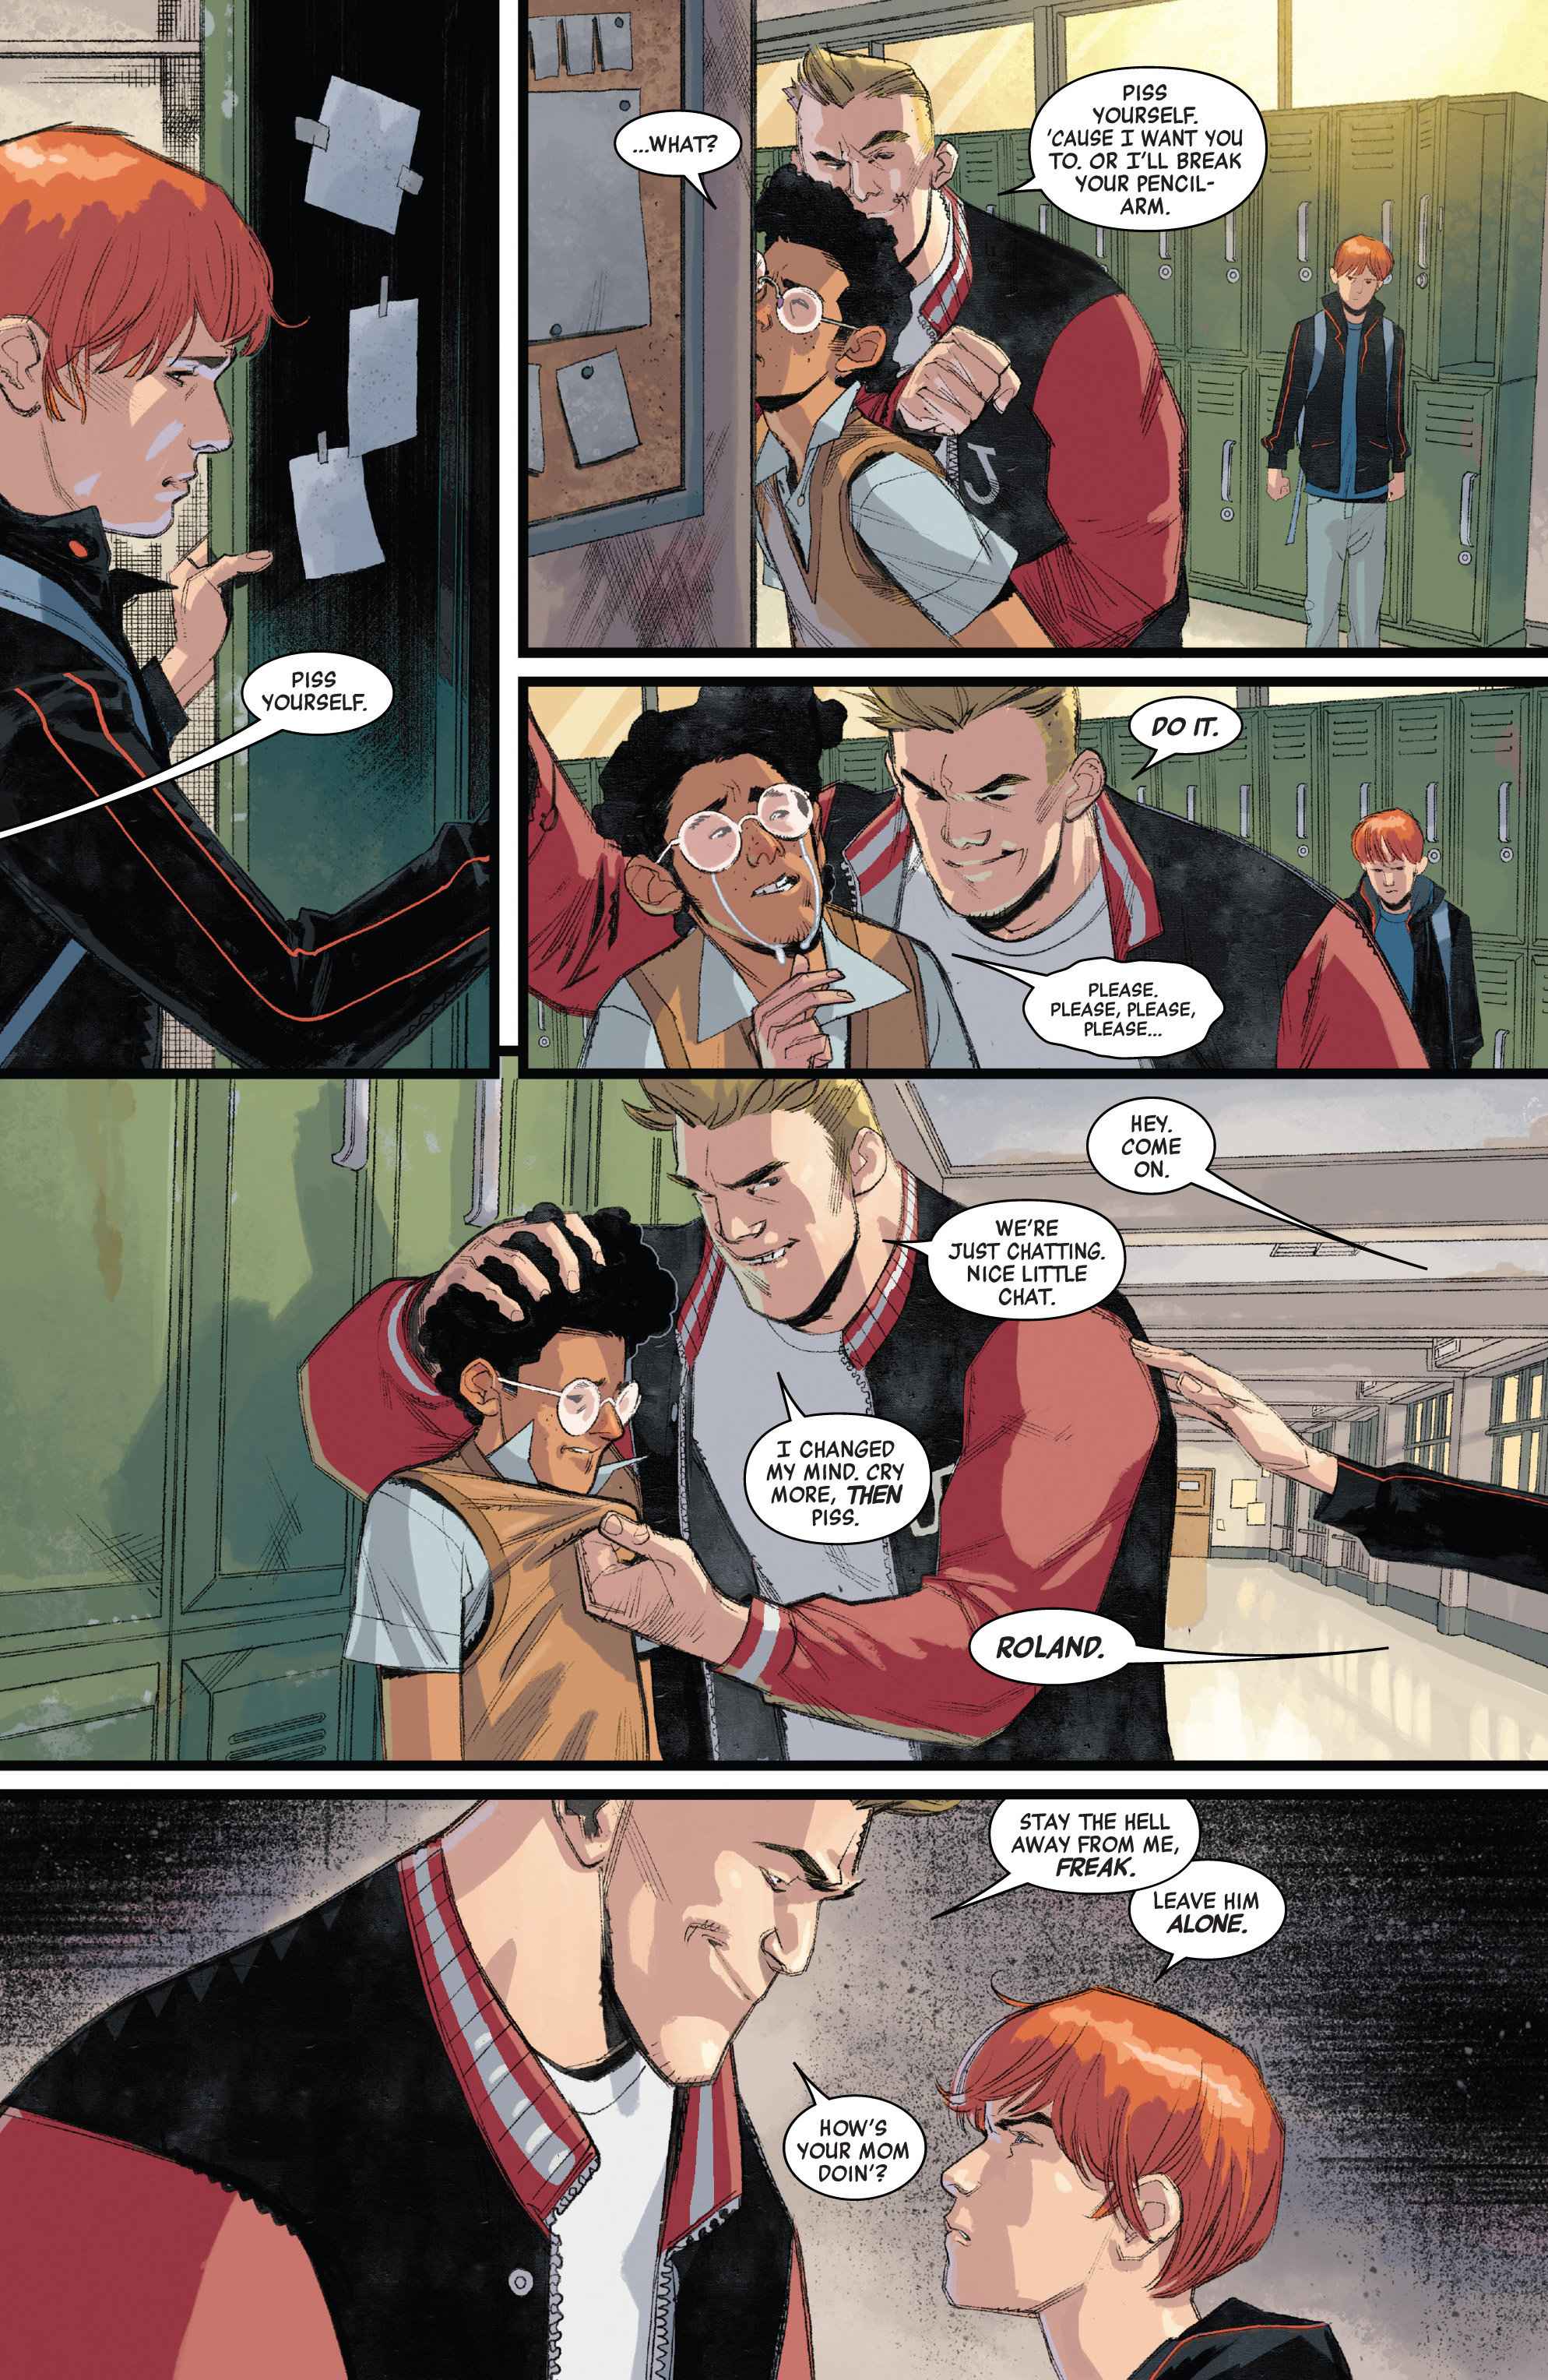 PISS
YOURSELF.
...WHAT?
PISS
YOURSELF.
'CAUSE I WANT YOU
TO. OR I'LL BREAK
YOUR PENCIL-
ARM.
DO IT.
PLEASE.
PLEASE, PLEASE,
PLEASE...
HEY.
COME
ON.
WE'RE
JUST CHATTING.
NICE LITTLE
CHAT.
I CHANGED
MY MIND. CRY
MORE, THEN
PISS.
ROLAND.
STAY THE HELL
AWAY FROM ME,
FREAK.
LEAVE HIM
ALONE.
HOW'S
YOUR MOM
DOIN'?